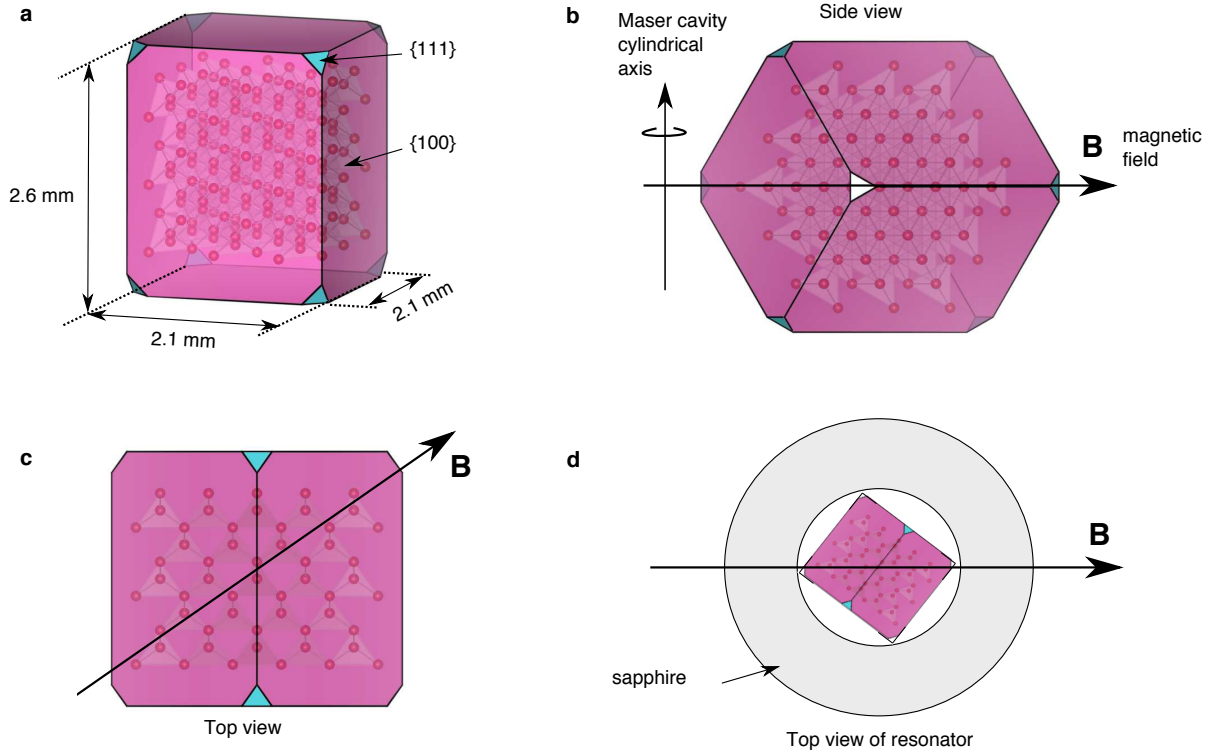 a
{111}
{100}
2.6 mm
2.1 mm
2.1 mm
b
Side view
Maser cavity
cylindrical
axis
B
magnetic
field
c
B
Top view
d
B
sapphire
Top view of resonator